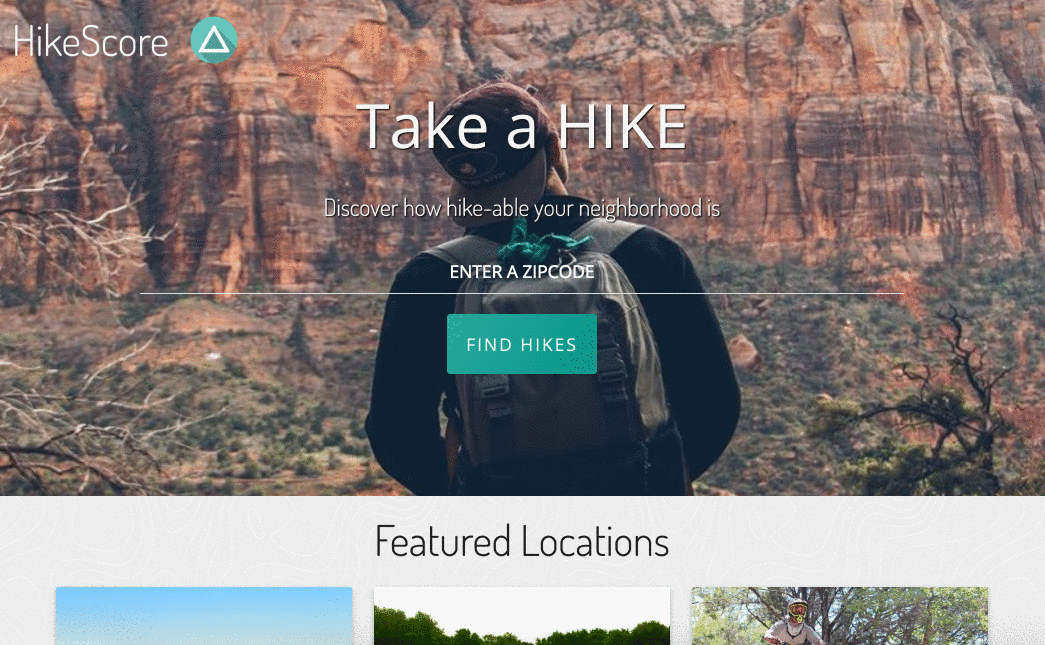 HikeScore
Take a HIKE
Discover how hike-able your neighborhood is
ENTER A ZIPCODE
FIND HIKES
Featured Locations